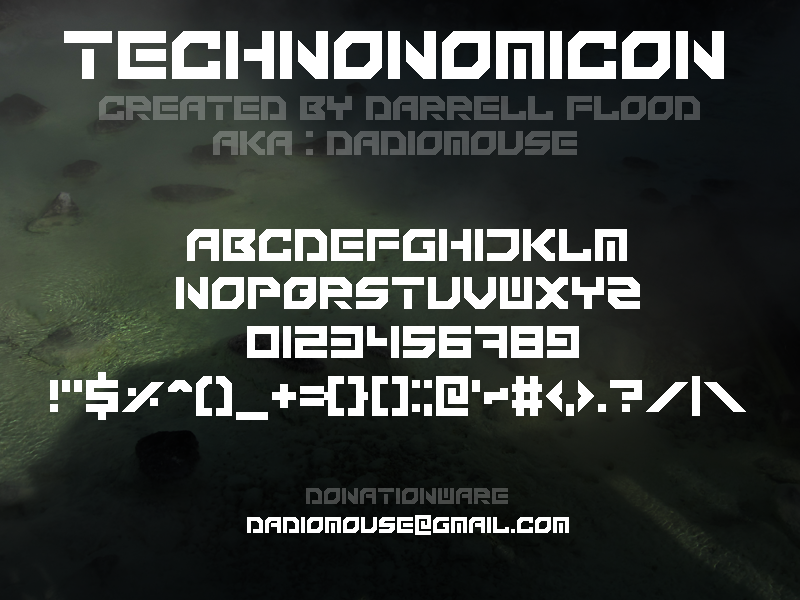 TECHNONOMICON
CREATED BY DARRELL FLOOD
AKA : DADIOMOUSE
ABCDEFGHIJKLM
NOPQRSTUVWXYZ
0123456789
!"$%^()_+={}[]:;@'~#<,>.?/|\
DONATIONWARE
DADIOMOUSE@GMAIL.COM